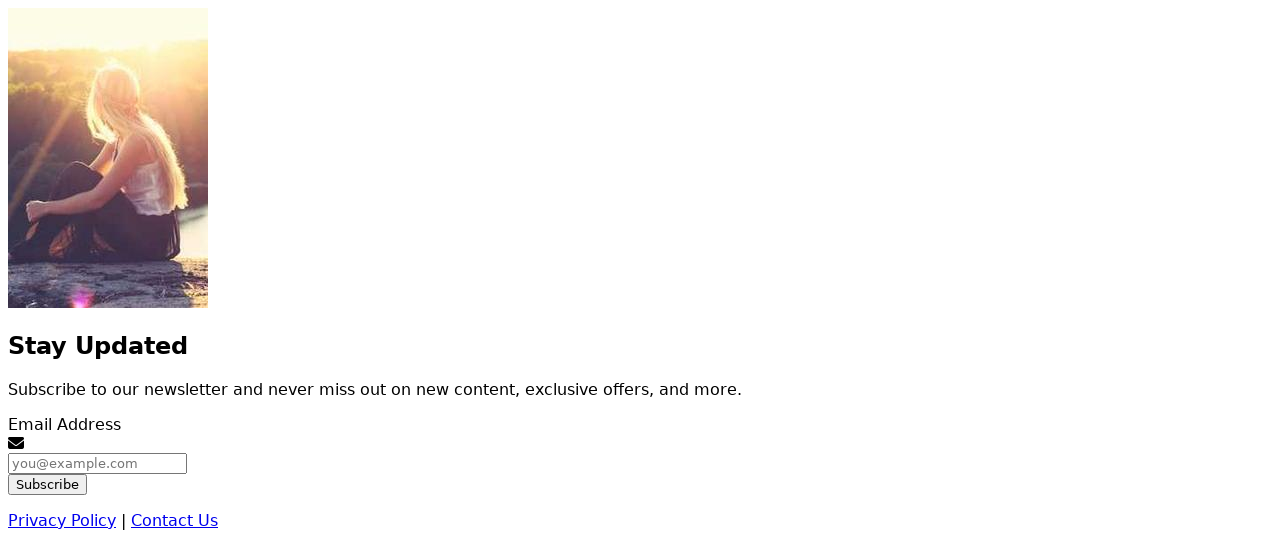 Stay Updated
Subscribe to our newsletter and never miss out on new content, exclusive offers, and more.
Email Address
you@example.com
Subscribe
Privacy Policy | Contact Us